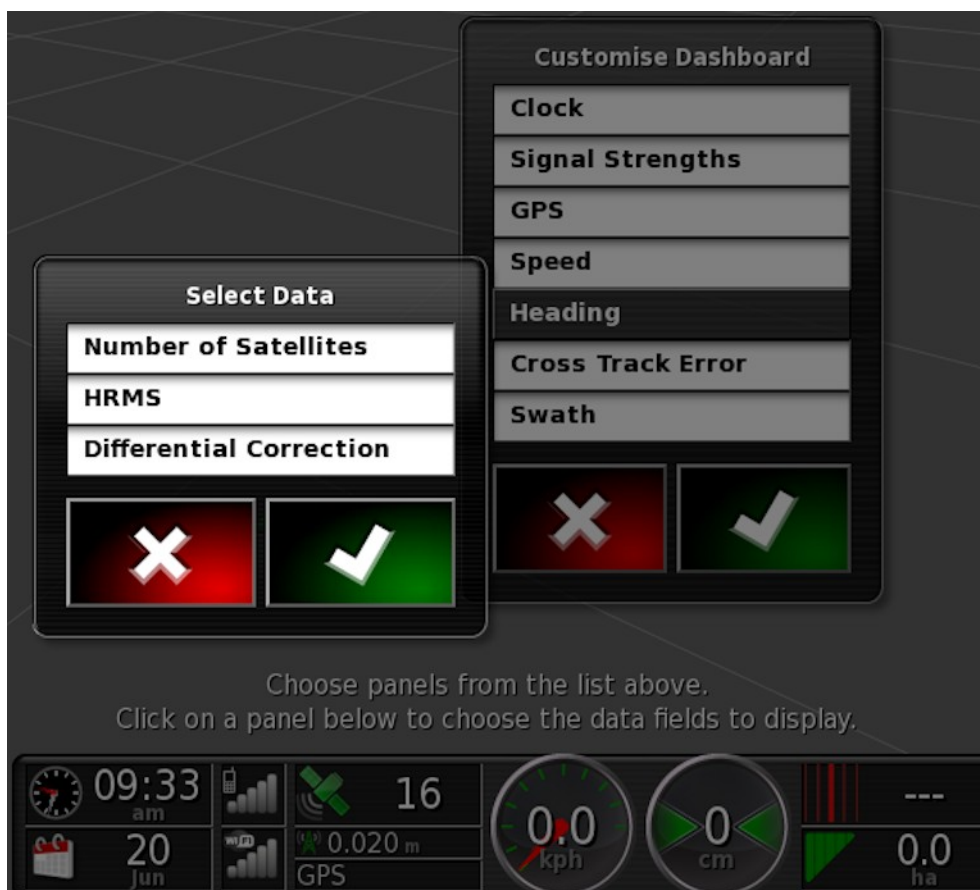 Customise Dashboard
Clock
Signal Strengths
GPS
Speed
Heading
Cross Track Error
Swath
Select Data
Number of Satellites
HRMS
Differential Correction
Choose panels from the list above.
Click on a panel below to choose the data fields to display.
09:33
am
20
Jun
WiFi
16
0.020 m
GPS
0.0
kph
0
cm
---
0.0
ha